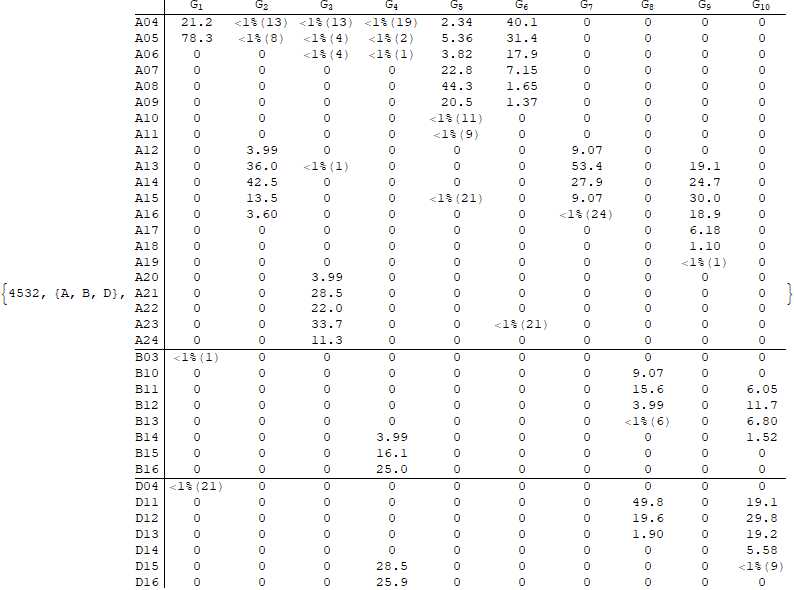 G1 G2 G3 G4 G5 G6 G7 G8 G9 G10
A04 21.2 <1%(13) <1%(13) <1%(19) 2.34 40.1 0 0 0 0
A05 78.3 <1%(8) <1%(4) <1%(2) 5.36 31.4 0 0 0 0
A06 0 0 <1%(4) <1%(1) 3.82 17.9 0 0 0 0
A07 0 0 0 0 22.8 7.15 0 0 0 0
A08 0 0 0 0 44.3 1.65 0 0 0 0
A09 0 0 0 0 20.5 1.37 0 0 0 0
A10 0 0 0 0 <1%(11) 0 0 0 0 0
A11 0 0 0 0 <1%(9) 0 0 0 0 0
A12 0 3.99 0 0 0 0 9.07 0 0 0
A13 0 36.0 <1%(1) 0 0 0 53.4 0 19.1 0
A14 0 42.5 0 0 0 0 27.9 0 24.7 0
A15 0 13.5 0 0 <1%(21) 0 9.07 0 30.0 0
A16 0 3.60 0 0 0 0 <1%(24) 0 18.9 0
A17 0 0 0 0 0 0 0 0 6.18 0
A18 0 0 0 0 0 0 0 0 1.10 0
A19 0 0 0 0 0 0 0 0 <1%(1) 0
A20 0 0 3.99 0 0 0 0 0 0 0
{4532, {A, B, D}, A21 0 0 28.5 0 0 0 0 0 0 0 }
A22 0 0 22.0 0 0 0 0 0 0 0
A23 0 0 33.7 0 0 <1%(21) 0 0 0 0
A24 0 0 11.3 0 0 0 0 0 0 0
B03 <1%(1) 0 0 0 0 0 0 0 0 0
B10 0 0 0 0 0 0 0 9.07 0 0
B11 0 0 0 0 0 0 0 15.6 0 6.05
B12 0 0 0 0 0 0 0 3.99 0 11.7
B13 0 0 0 0 0 0 0 <1%(6) 0 6.80
B14 0 0 0 3.99 0 0 0 0 0 1.52
B15 0 0 0 16.1 0 0 0 0 0 0
B16 0 0 0 25.0 0 0 0 0 0 0
D04 <1%(21) 0 0 0 0 0 0 0 0 0
D11 0 0 0 0 0 0 0 49.8 0 19.1
D12 0 0 0 0 0 0 0 19.6 0 29.8
D13 0 0 0 0 0 0 0 1.90 0 19.2
D14 0 0 0 0 0 0 0 0 0 5.58
D15 0 0 0 28.5 0 0 0 0 0 <1%(9)
D16 0 0 0 25.9 0 0 0 0 0 0